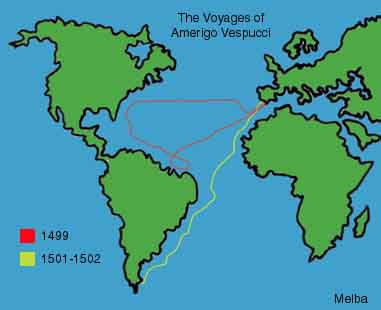 The Voyages of
Amerigo Vespucci
1499
1501-1502
Melba